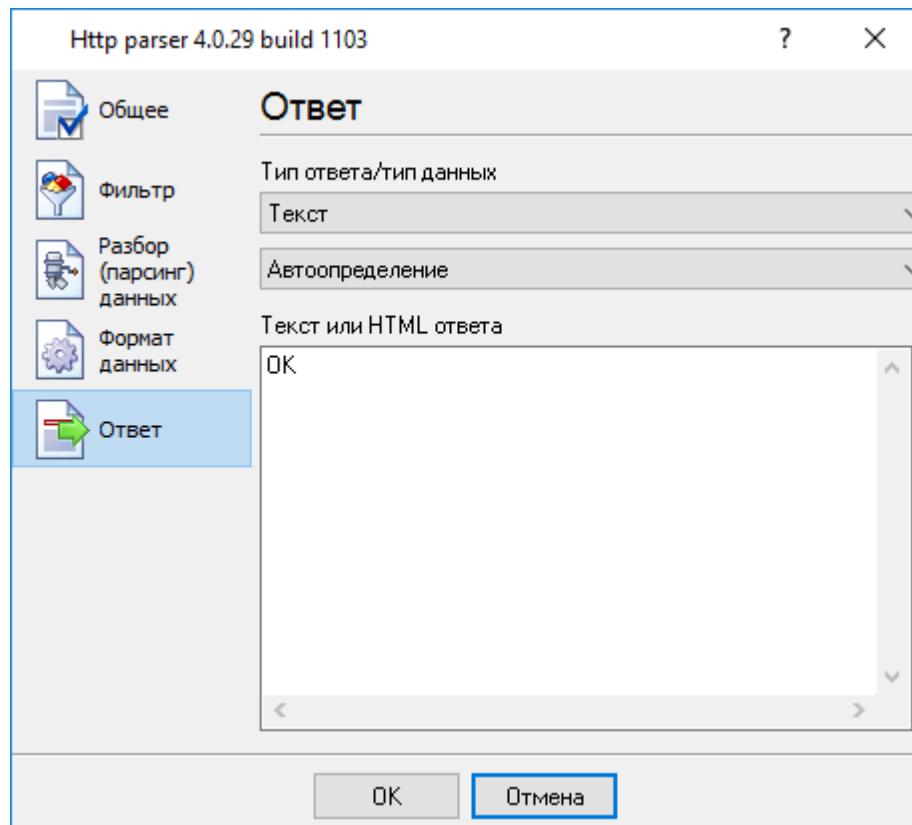 Http parser 4.0.29 build 1103
?
Общее
Фильтр
Разбор
(парсинг)
данных
Формат
данных
Ответ
Ответ
Тип ответа/тип данных
Текст
Автоопределение
Текст или HTML ответа
OK
OK
Отмена